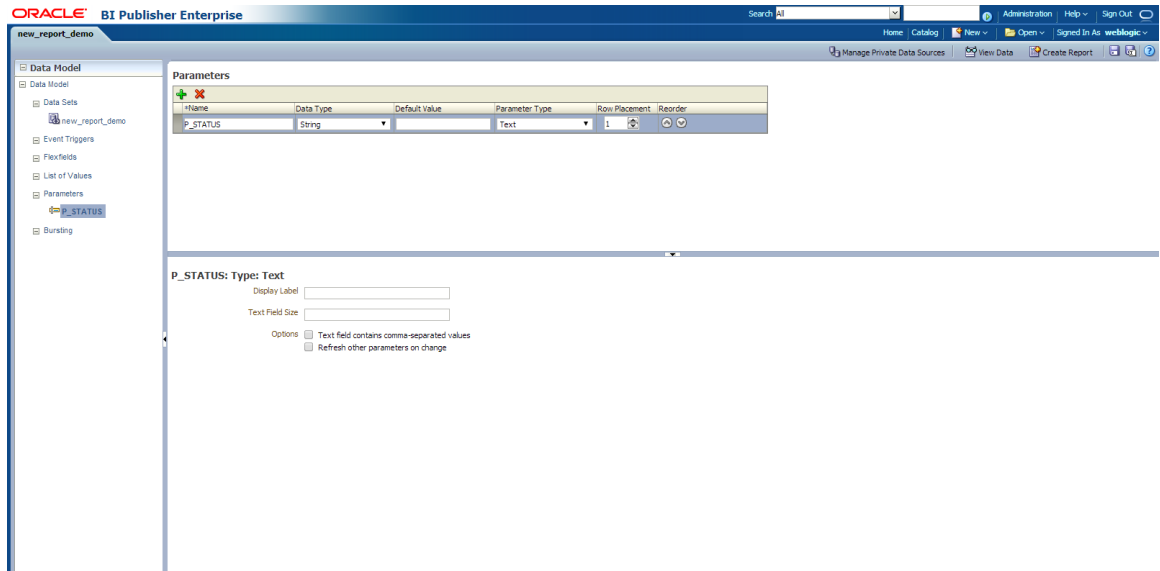 ORACLE BI Publisher Enterprise
Search All
Administration Help Sign Out
new_report_demo
Home Catalog New Open Signed In As weblogic
Manage Private Data Sources View Data Create Report
Data Model
Data Model
Data Sets
new_report_demo
Event Triggers
Flexfields
List of Values
Parameters
P_STATUS
Bursting
Parameters
*Name Data Type Default Value Parameter Type Row Placement Reorder
P_STATUS String Text 1
P_STATUS: Type: Text
Display Label
Text Field Size
Options Text field contains comma-separated values
Refresh other parameters on change